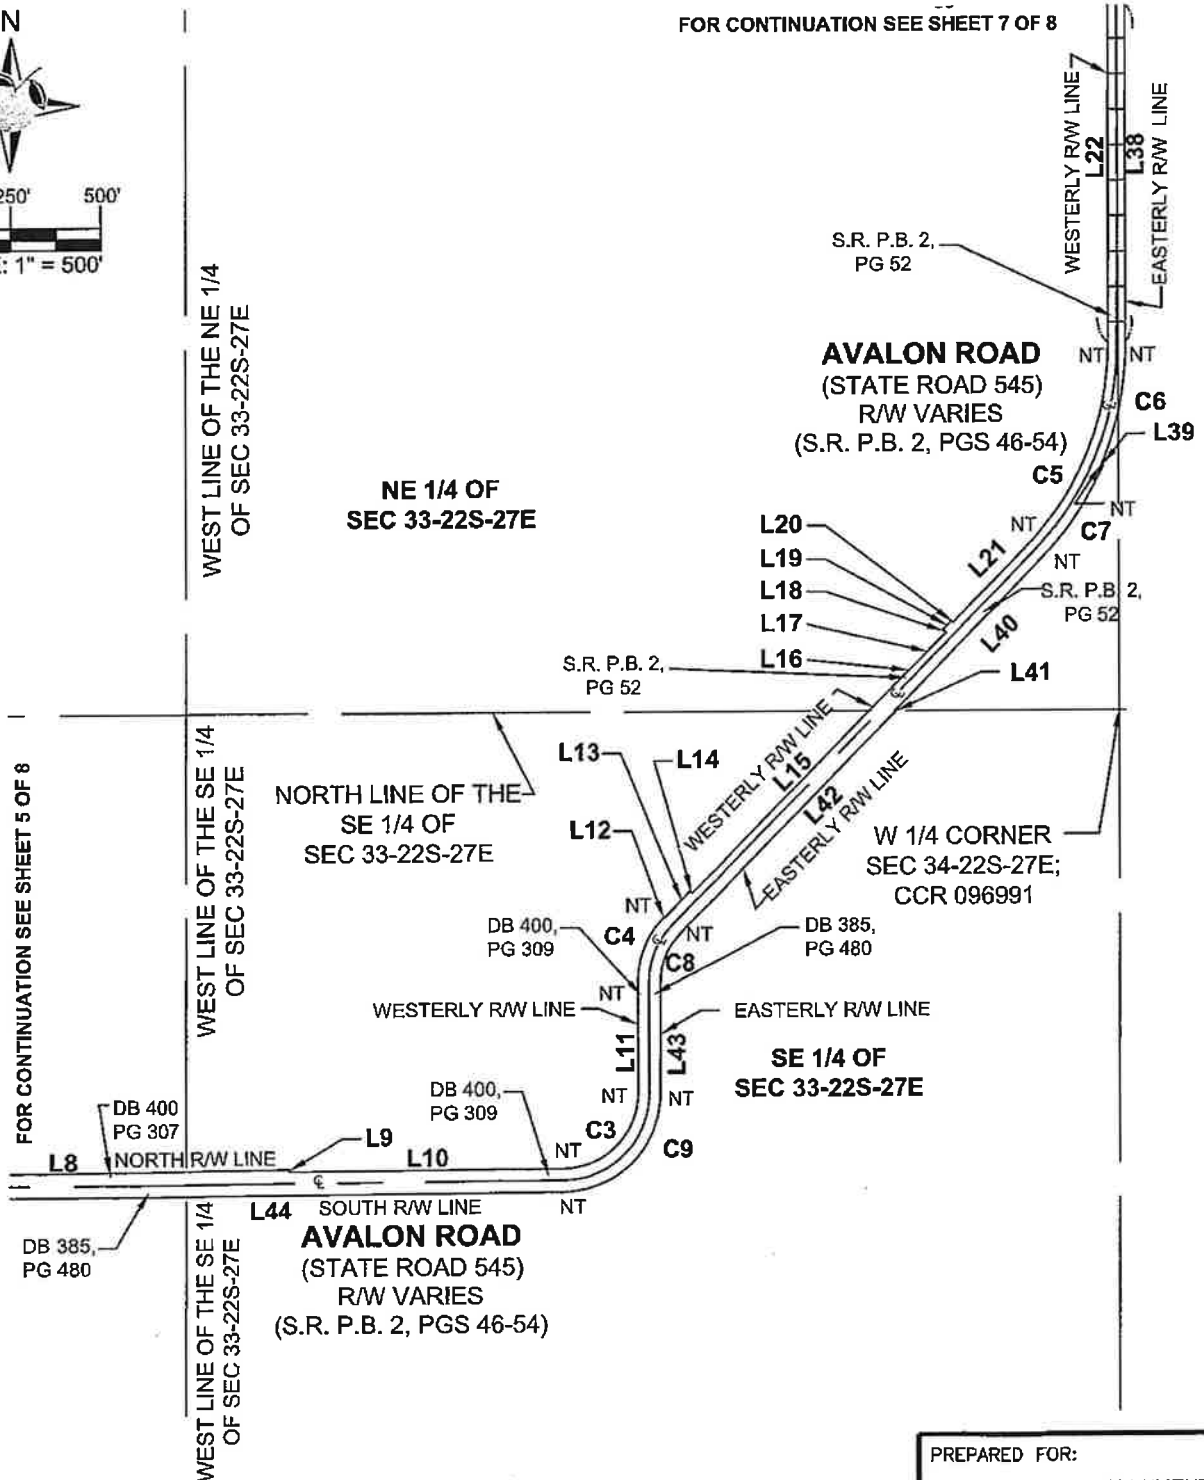 N
FOR CONTINUATION SEE SHEET 7 OF 8
250' 500'
: 1" = 500'
WESTERLY R/W LINE
L22
L38
EASTERLY R/W LINE
S.R. P.B. 2,
PG 52
WEST LINE OF THE NE 1/4
OF SEC 33-22S-27E
AVALON ROAD
(STATE ROAD 545)
R/W VARIES
(S.R. P.B. 2, PGS 46-54)
NT
NT
C6
L39
C5
NE 1/4 OF
SEC 33-22S-27E
NT
NT
C7
NT
L20
L19
L18
L17
L16
L21
S.R. P.B. 2,
PG 52
L40
L41
S.R. P.B. 2,
PG 52
WESTERLY R/W LINE
L15
L42
EASTERLY R/W LINE
L13
L14
L12
FOR CONTINUATION SEE SHEET 5 OF 8
WEST LINE OF THE SE 1/4
OF SEC 33-22S-27E
NORTH LINE OF THE
SE 1/4 OF
SEC 33-22S-27E
W 1/4 CORNER
SEC 34-22S-27E;
CCR 096991
NT
DB 400,
PG 309
C4
NT
C8
DB 385,
PG 480
NT
WESTERLY R/W LINE
EASTERLY R/W LINE
L11
L43
SE 1/4 OF
SEC 33-22S-27E
DB 400,
PG 309
NT
NT
DB 400
PG 307
C3
C9
NT
L8
NORTH R/W LINE
L9
L10
L44
SOUTH R/W LINE
NT
DB 385,
PG 480
WEST LINE OF THE SE 1/4
OF SEC 33-22S-27E
AVALON ROAD
(STATE ROAD 545)
R/W VARIES
(S.R. P.B. 2, PGS 46-54)
PREPARED FOR: